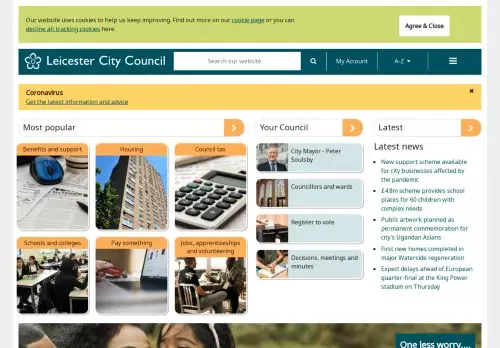 Our website uses cookies to help us keep improving. Find out more on our cookie page or you can
decline all tracking cookies here.
Agree & Close
Leicester City Council
Search our website
My Account
A-Z
Coronavirus
Get the latest information and advice
Most popular
Benefits and support
Housing
Council tax
Schools and colleges
Pay something
Jobs, apprenticeships
and volunteering
Your Council
City Mayor - Peter
Soulsby
Councillors and wards
Register to vote
Decisions, meetings and
minutes
Latest
Latest news
New support scheme available
for city businesses affected by
the pandemic
£4.8m scheme provides school
places for 60 children with
complex needs
Public artwork planned as
permanent commemoration for
city's Ugandan Asians
First new homes completed in
major Waterside regeneration
Expect delays ahead of European
quarter-final at the King Power
stadium on Thursday
One less worry....